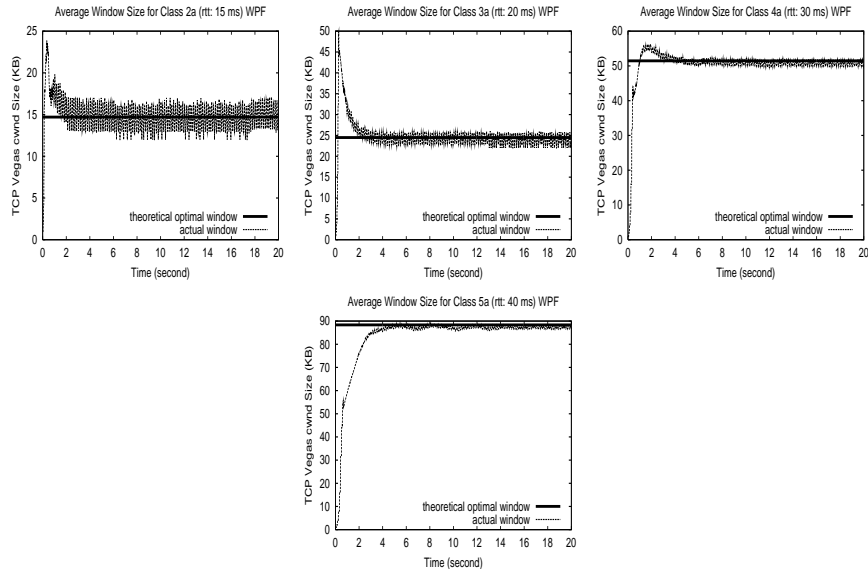 Average Window Size for Class 2a (rtt: 15 ms) WPF
TCP Vegas cwnd Size (KB)
25
20
15
10
5
0
theoretical optimal window
actual window
0 2 4 6 8 10 12 14 16 18 20
Time (second)
Average Window Size for Class 3a (rtt: 20 ms) WPF
TCP Vegas cwnd Size (KB)
50
45
40
35
30
25
20
15
10
5
0
theoretical optimal window
actual window
0 2 4 6 8 10 12 14 16 18 20
Time (second)
Average Window Size for Class 4a (rtt: 30 ms) WPF
TCP Vegas cwnd Size (KB)
60
50
40
30
20
10
0
theoretical optimal window
actual window
0 2 4 6 8 10 12 14 16 18 20
Time (second)
Average Window Size for Class 5a (rtt: 40 ms) WPF
TCP Vegas cwnd Size (KB)
90
80
70
60
50
40
30
20
10
0
theoretical optimal window
actual window
0 2 4 6 8 10 12 14 16 18 20
Time (second)